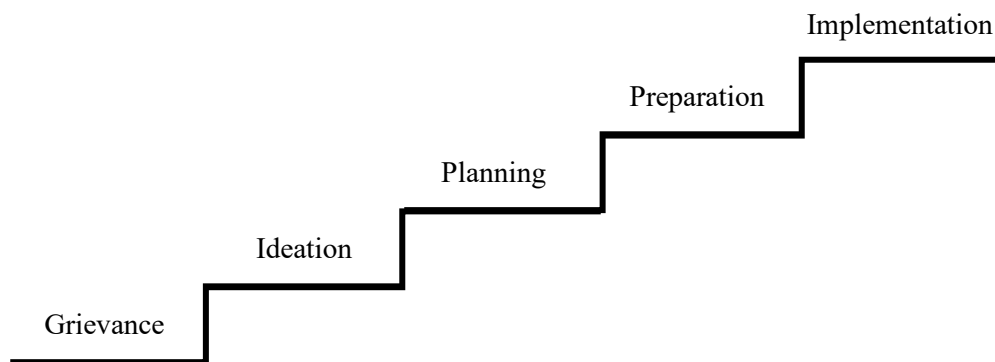 Implementation
Preparation
Planning
Ideation
Grievance